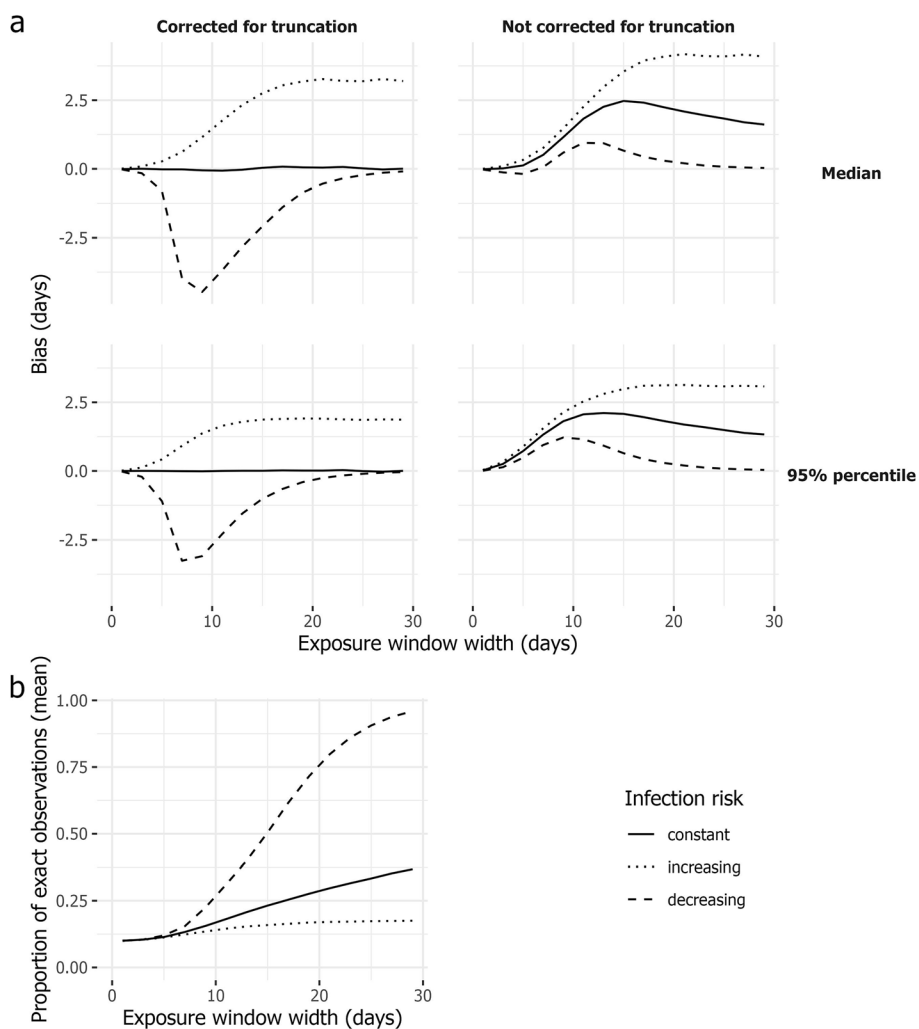 a
Corrected for truncation
Not corrected for truncation
2.5
0.0
-2.5
Median
Bias (days)
2.5
0.0
-2.5
95% percentile
0 10 20 30
0 10 20 30
Exposure window width (days)
b
Proportion of exact observations (mean)
1.00
0.75
0.50
0.25
0.00
0 10 20 30
Exposure window width (days)
Infection risk
constant
increasing
decreasing